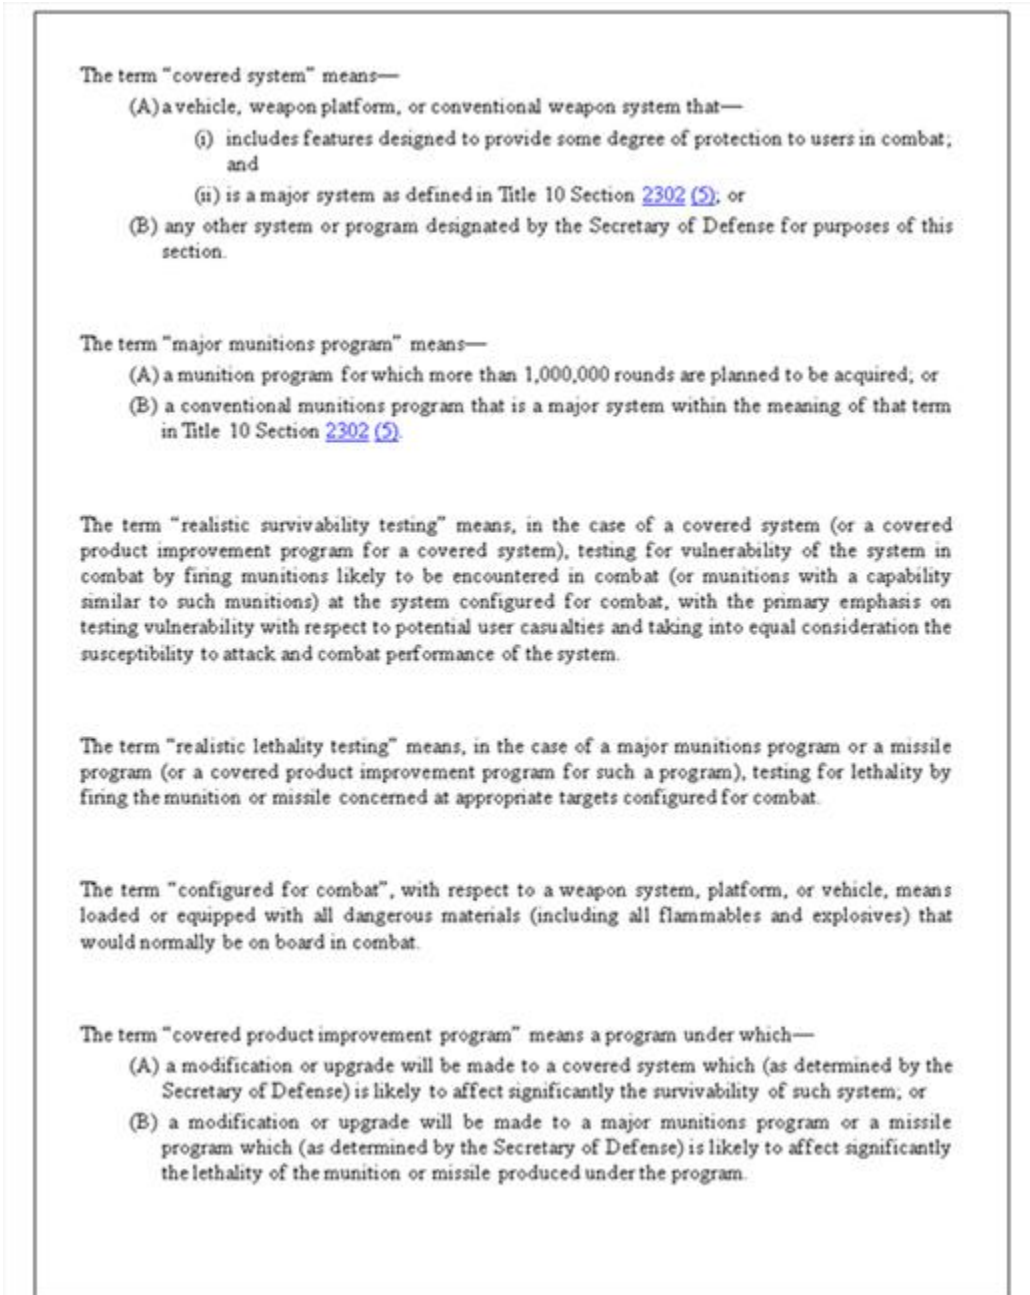 The term “covered system” means—
(A) a vehicle, weapon platform, or conventional weapon system that—
(i) includes features designed to provide some degree of protection to users in combat;
and
(ii) is a major system as defined in Title 10 Section 2302 (5); or
(B) any other system or program designated by the Secretary of Defense for purposes of this
section.
The term “major munitions program” means—
(A) a munition program for which more than 1,000,000 rounds are planned to be acquired; or
(B) a conventional munitions program that is a major system within the meaning of that term
in Title 10 Section 2302 (5).
The term “realistic survivability testing” means, in the case of a covered system (or a covered
product improvement program for a covered system), testing for vulnerability of the system in
combat by firing munitions likely to be encountered in combat (or munitions with a capability
similar to such munitions) at the system configured for combat, with the primary emphasis on
testing vulnerability with respect to potential user casualties and taking into equal consideration the
susceptibility to attack and combat performance of the system.
The term “realistic lethality testing” means, in the case of a major munitions program or a missile
program (or a covered product improvement program for such a program), testing for lethality by
firing the munition or missile concerned at appropriate targets configured for combat.
The term “configured for combat”, with respect to a weapon system, platform, or vehicle, means
loaded or equipped with all dangerous materials (including all flammables and explosives) that
would normally be on board in combat.
The term “covered product improvement program” means a program under which—
(A) a modification or upgrade will be made to a covered system which (as determined by the
Secretary of Defense) is likely to affect significantly the survivability of such system; or
(B) a modification or upgrade will be made to a major munitions program or a missile
program which (as determined by the Secretary of Defense) is likely to affect significantly
the lethality of the munition or missile produced under the program.